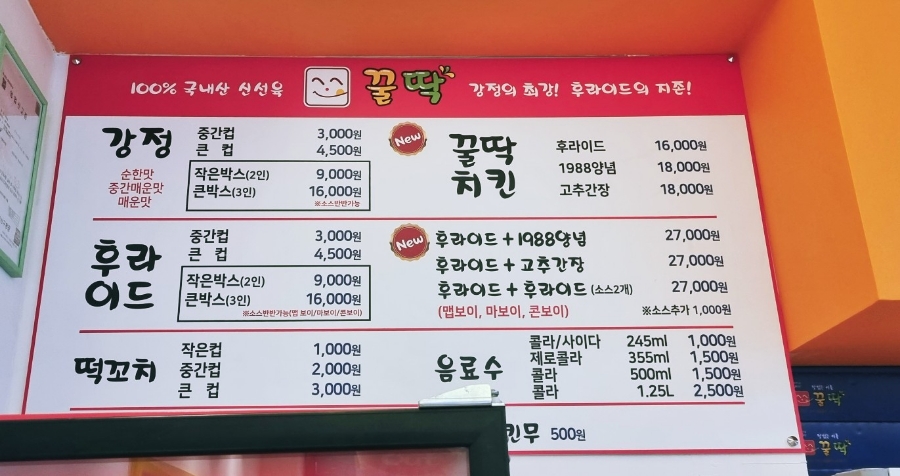 100% 국내산 신선육 꿀딱 강정의 최강! 후라이드의 지존!
강정
순한맛
중간매운맛
매운맛
중간컵 3,000원
큰 컵 4,500원
작은박스(2인) 9,000원
큰박스(3인) 16,000원
※소스반반가능
New
꿀딱
치킨
후라이드 16,000원
1988양념 18,000원
고추간장 18,000원
후라
이드
중간컵 3,000원
큰 컵 4,500원
작은박스(2인) 9,000원
큰박스(3인) 16,000원
※소스반반가능(맵보이/마보이/콘보이)
New
후라이드+1988양념 27,000원
후라이드+고추간장 27,000원
후라이드+후라이드(소스2개) 27,000원
(맵보이, 마보이, 콘보이) ※소스추가 1,000원
떡꼬치
작은컵 1,000원
중간컵 2,000원
큰 컵 3,000원
음료수
콜라/사이다 245ml 1,000원
제로콜라 355ml 1,500원
콜라 500ml 1,500원
콜라 1.25L 2,500원
킨무 500원
꿀딱
꿀딱